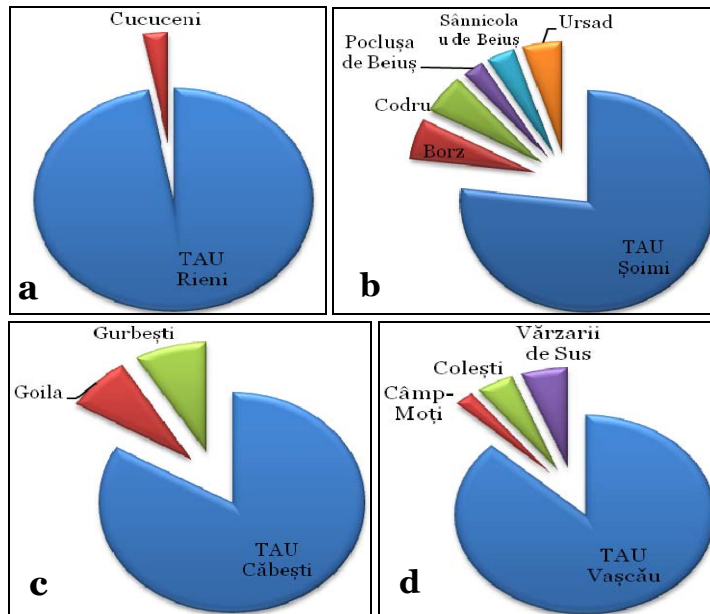 Cucuceni
TAU
Rieni
a
Sânnicola
u de Beiuș
Ursad
Poclușa
de Beiuș
Codru
Borz
TAU
Șoimi
b
Gurbești
Goila
TAU
Căbești
c
Vărzarii
de Sus
Colești
Câmp-
Moți
TAU
Vașcău
d